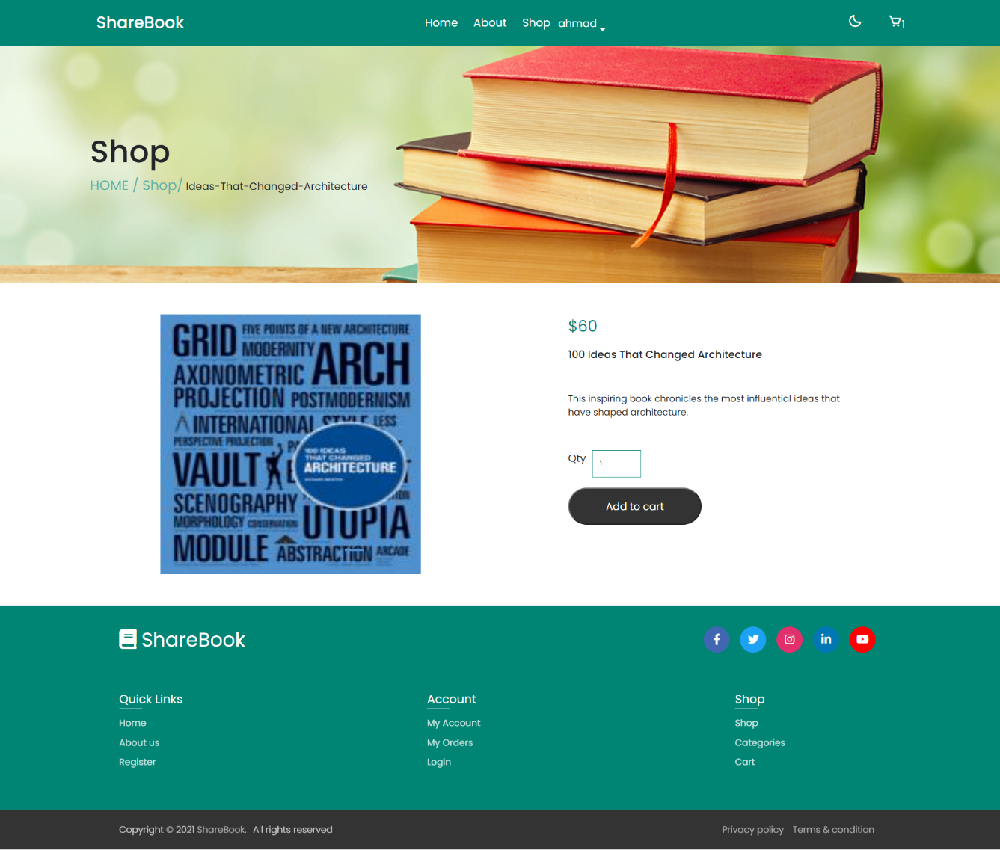 ShareBook
Home About Shop ahmad
1
Shop
HOME / Shop/ Ideas-That-Changed-Architecture
GRID FIVE POINTS OF A NEW ARCHITECTURE
MODERNITY ARCH
AXONOMETRIC
PROJECTION POSTMODERNISM
INTERNATIONAL STYLE LESS
PERSPECTIVE PROJECTION
VAULT
100 IDEAS
THAT CHANGED
ARCHITECTURE
SCENOGRAPHY
MORPHOLOGY CONSERVATION UTOPIA
MODULE ABSTRACTION ARCADE
$60
100 Ideas That Changed Architecture
This inspiring book chronicles the most influential ideas that
have shaped architecture.
Qty ١
Add to cart
ShareBook
Quick Links
Home
About us
Register
Account
My Account
My Orders
Login
Shop
Shop
Categories
Cart
Copyright © 2021 ShareBook. All rights reserved
Privacy policy Terms & condition